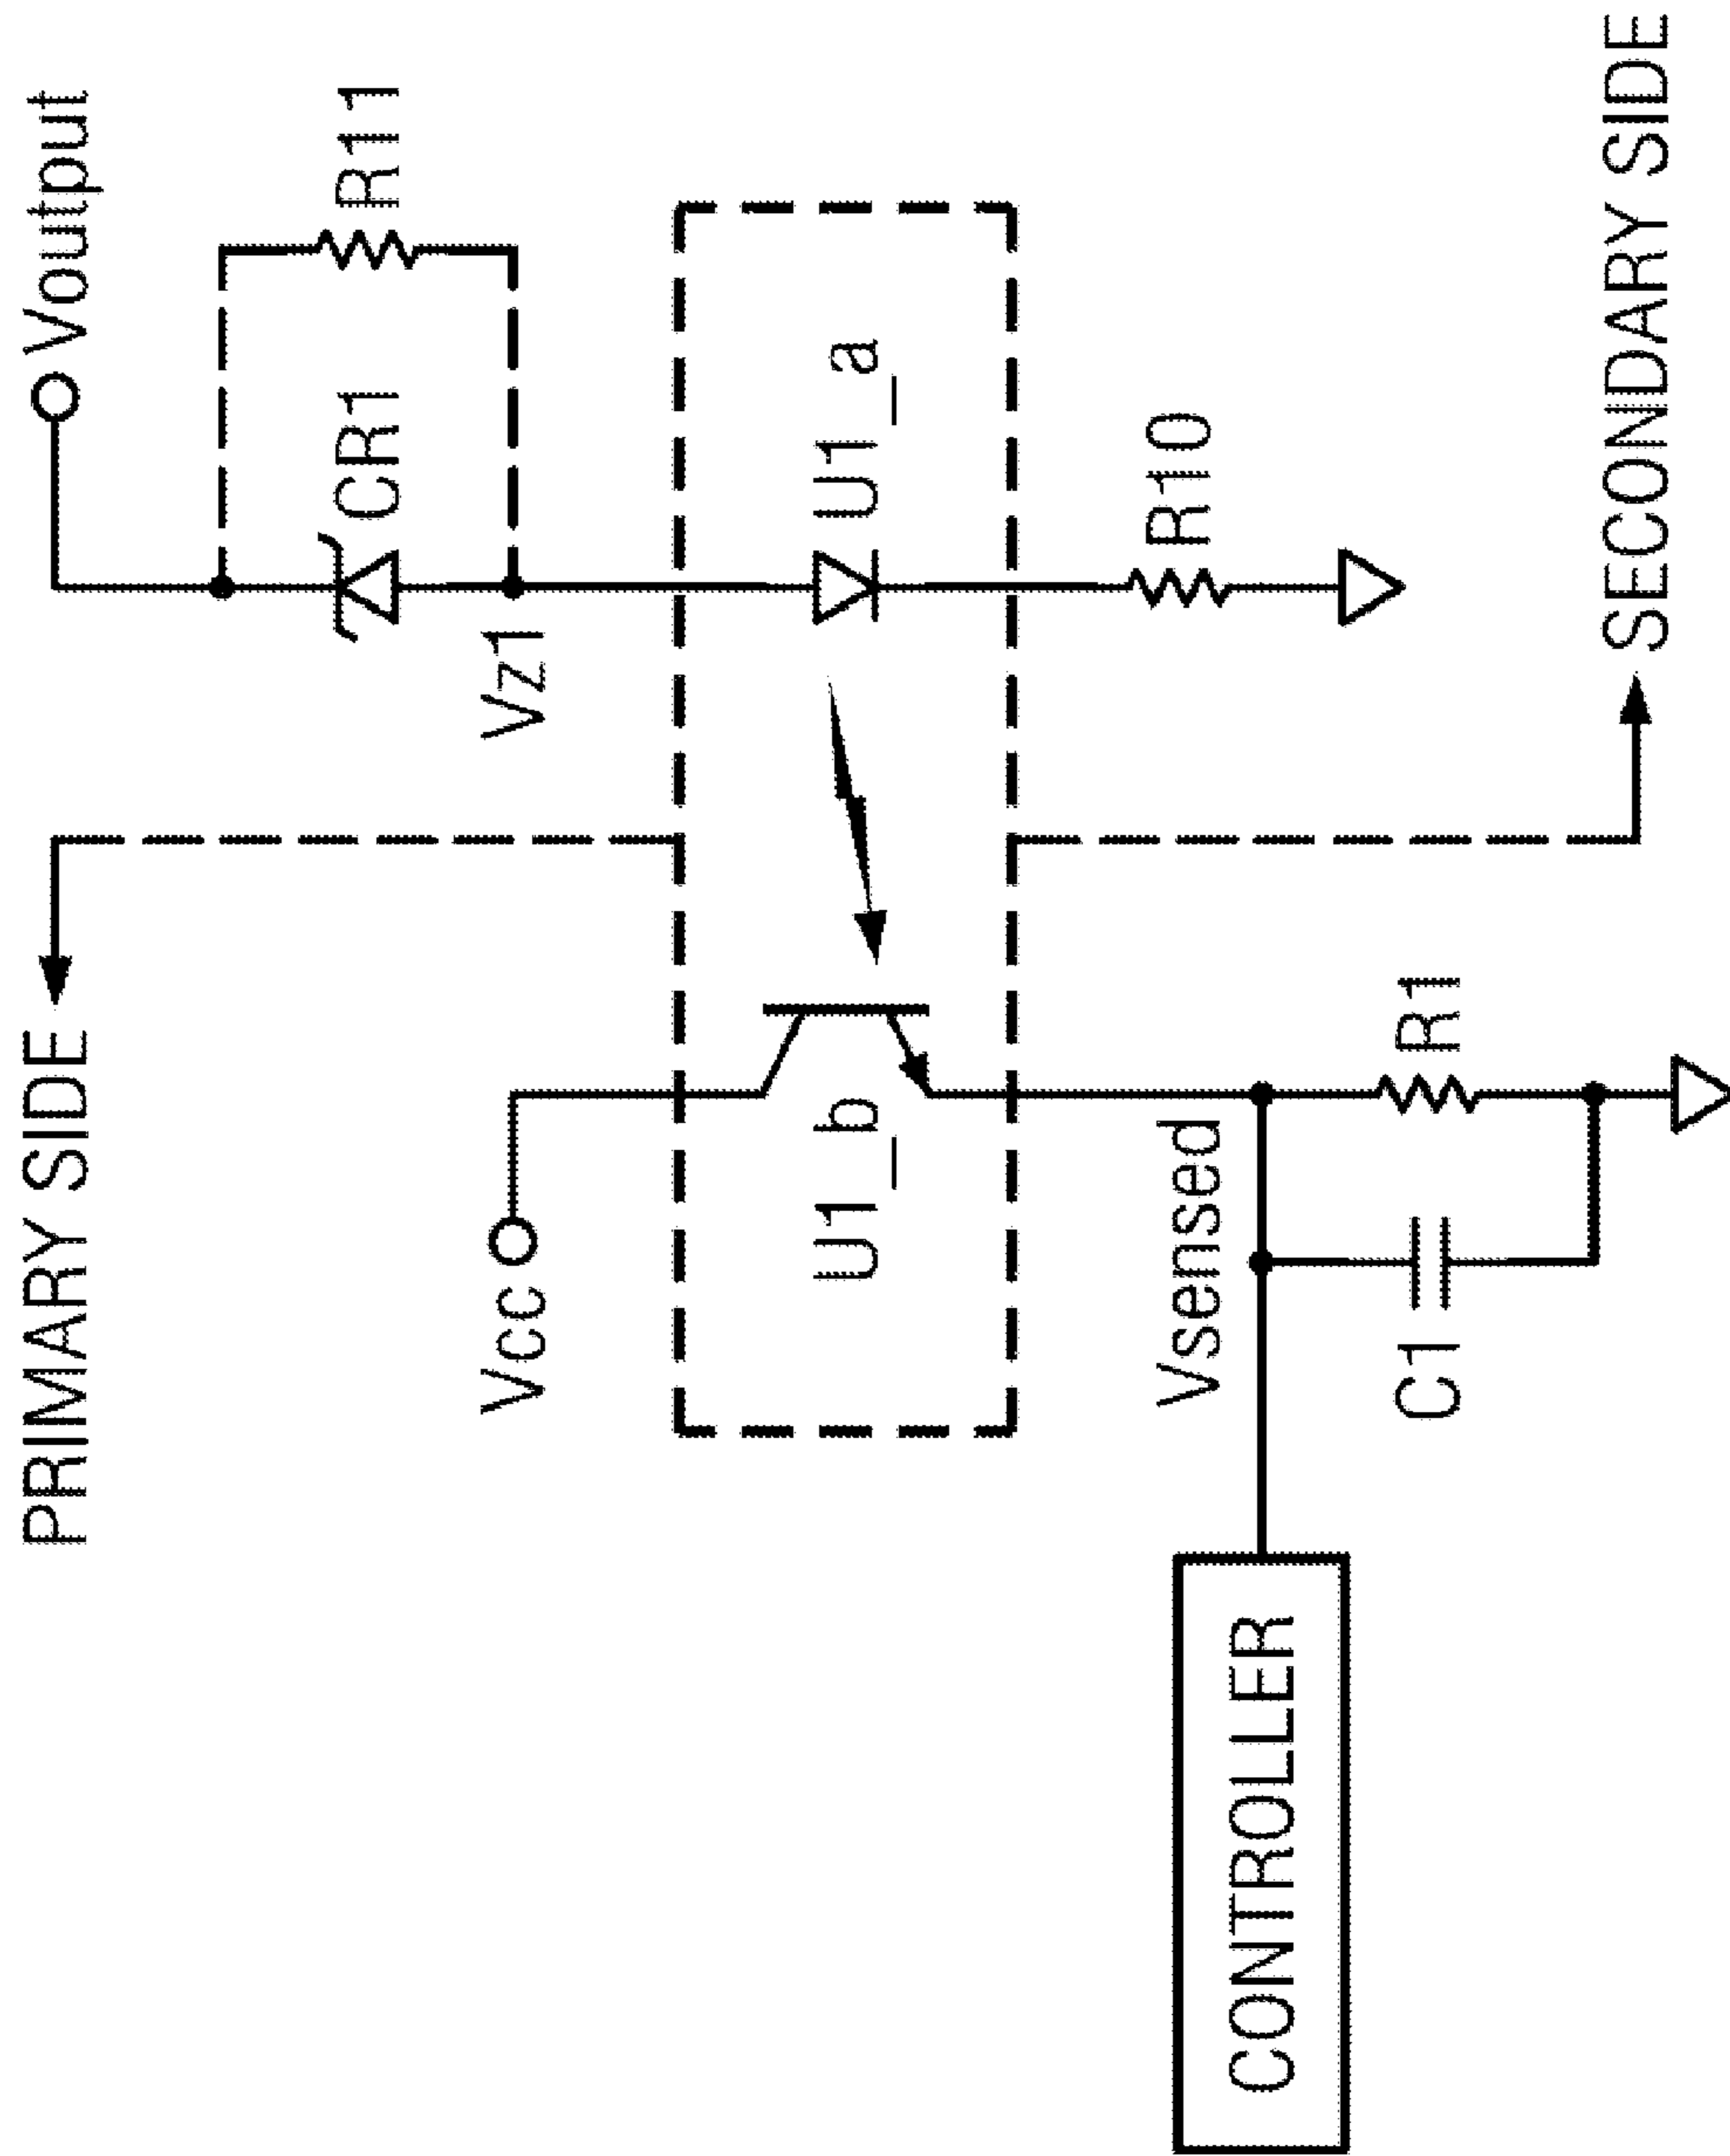 PRIMARY SIDE
Voutput
CR1
R11
Vcc
Vz1
U1_b
U1_a
Vsensed
R10
CONTROLLER
C1
R1
SECONDARY SIDE